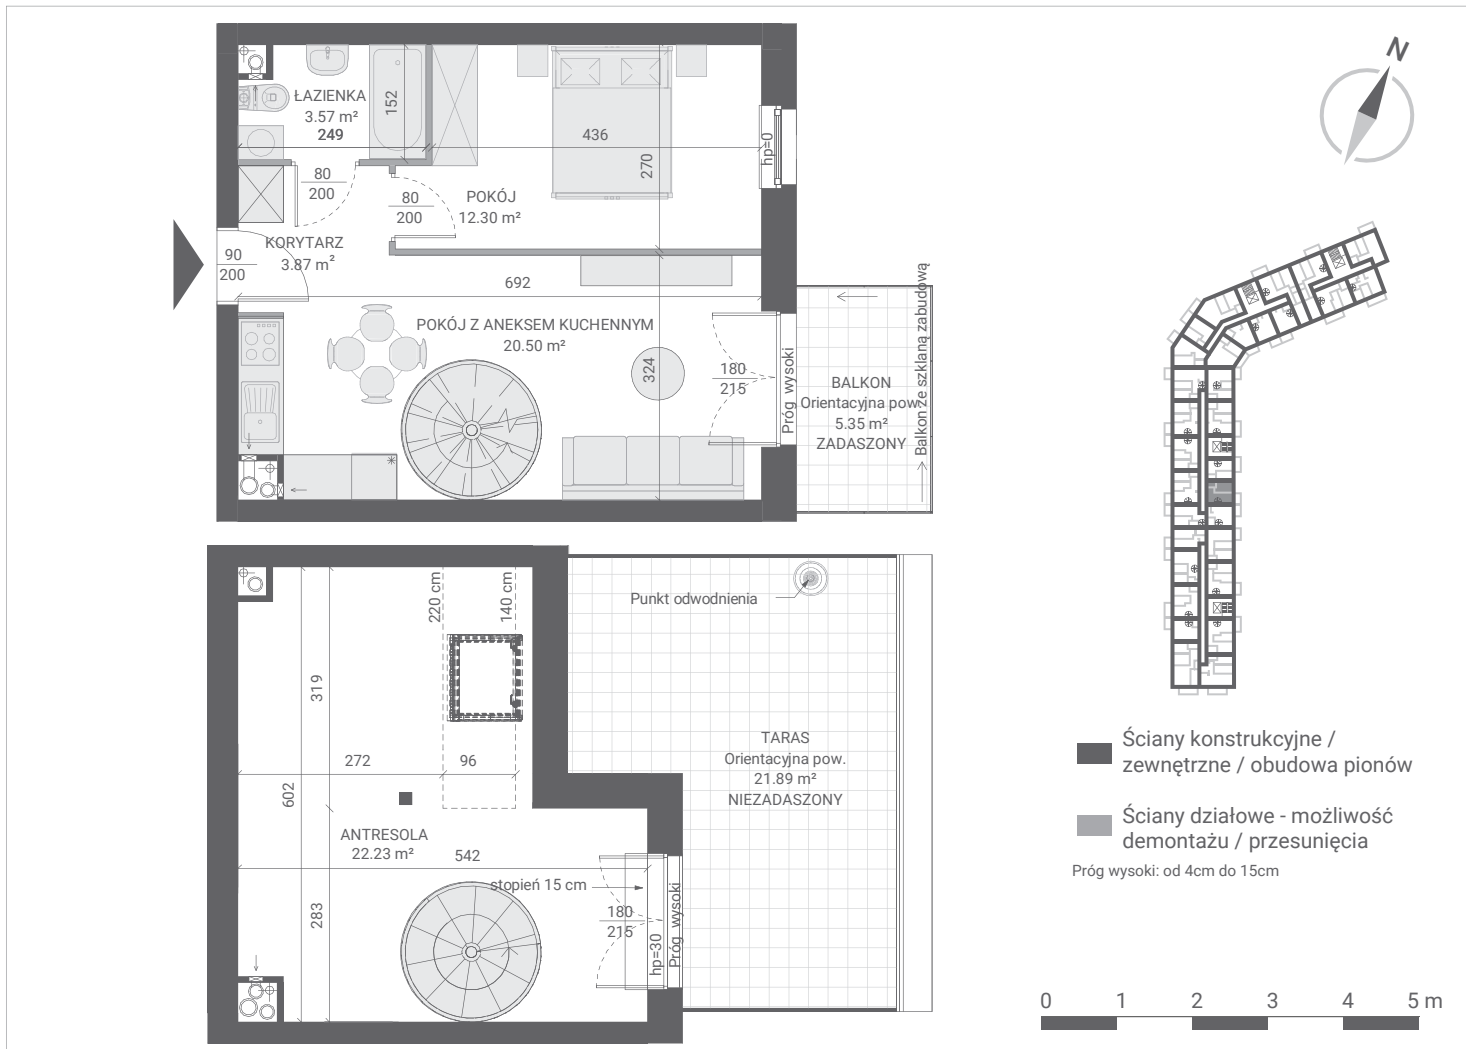 N
ŁAZIENKA
3.57 m²
249
152
436
270
hp=0
80
200
80
200
POKÓJ
12.30 m²
KORYTARZ
3.87 m²
90
200
692
POKÓJ Z ANEKSEM KUCHENNYM
20.50 m²
324
180
215
Próg wysoki
BALKON
Orientacyjna pow.
5.35 m²
ZADASZONY
Balkon ze szklaną zabudową
220 cm
140 cm
Punkt odwodnienia
319
272
96
602
TARAS
Orientacyjna pow.
21.89 m²
NIEZADASZONY
ANTRESOLA
22.23 m²
542
stopień 15 cm
283
180
215
hp=30
Próg wysoki
Ściany konstrukcyjne /
zewnętrzne / obudowa pionów
Ściany działowe - możliwość
demontażu / przesunięcia
Próg wysoki: od 4cm do 15cm
0 1 2 3 4 5 m